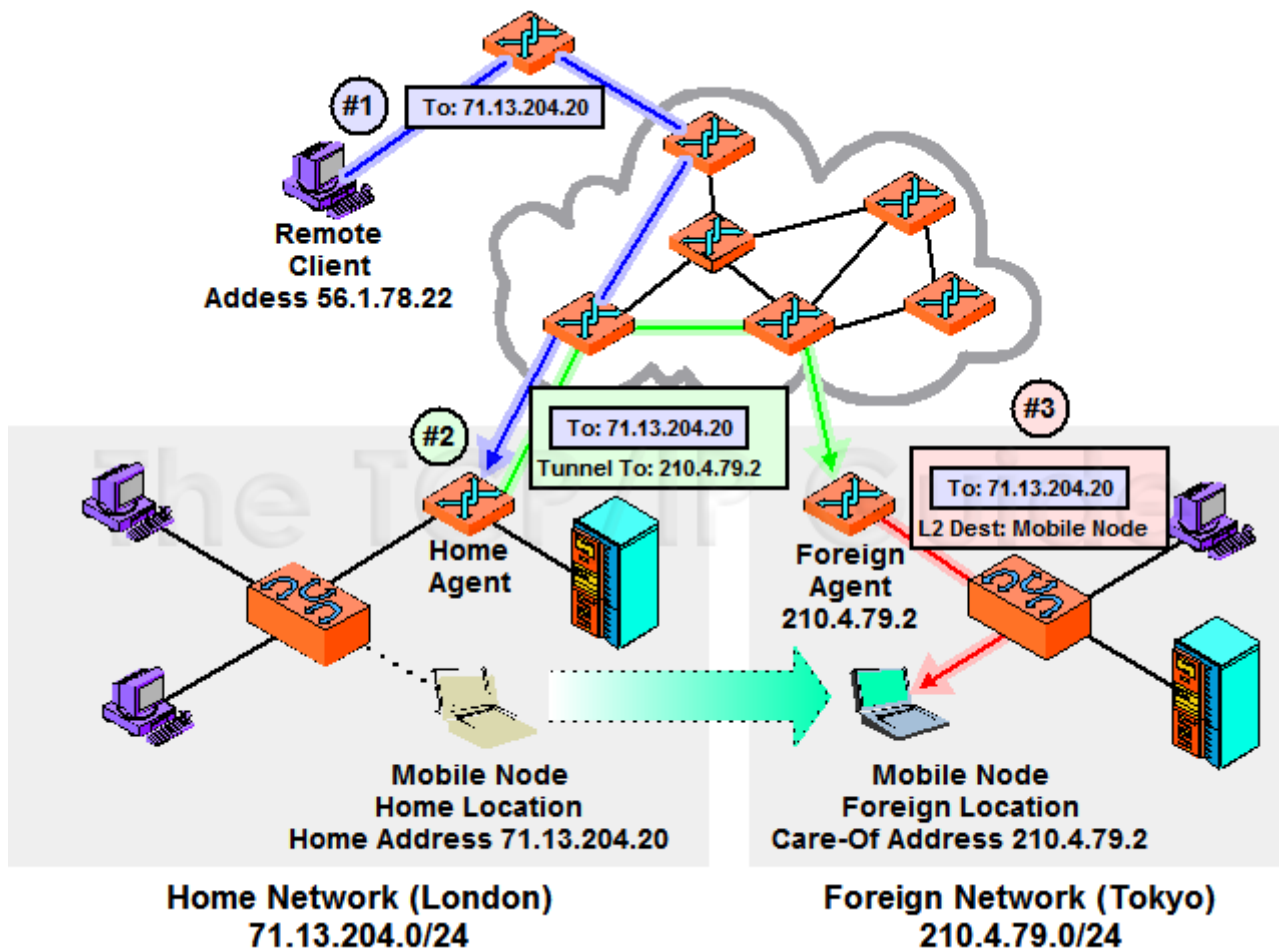 #1
To: 71.13.204.20
Remote
Client
Addess 56.1.78.22
#2
To: 71.13.204.20
Tunnel To: 210.4.79.2
#3
To: 71.13.204.20
L2 Dest: Mobile Node
The TCP/IP Guide
Home
Agent
Foreign
Agent
210.4.79.2
Mobile Node
Home Location
Home Address 71.13.204.20
Mobile Node
Foreign Location
Care-Of Address 210.4.79.2
Home Network (London)
71.13.204.0/24
Foreign Network (Tokyo)
210.4.79.0/24